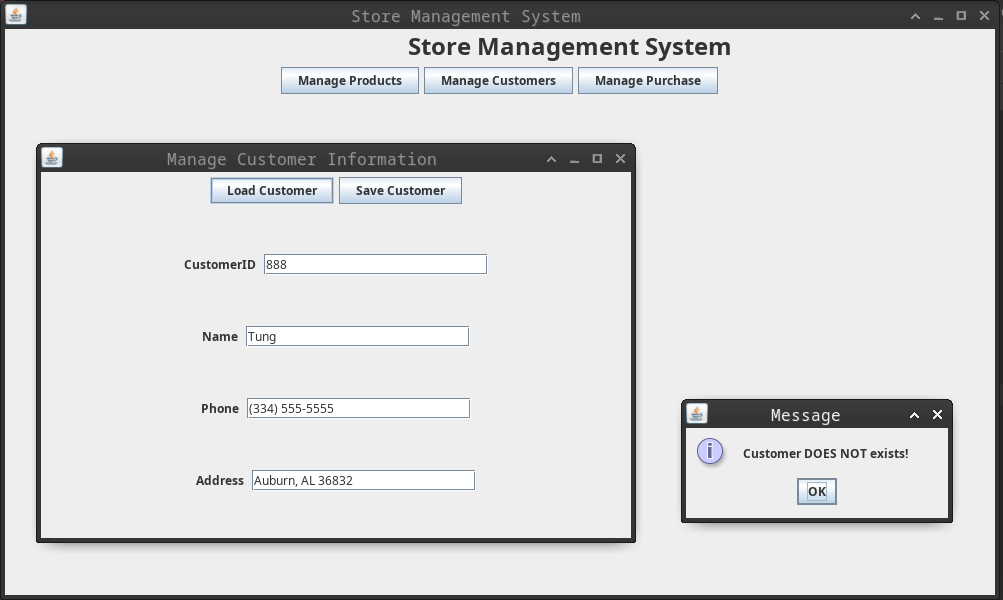 Store Management System
Store Management System
Manage Products Manage Customers Manage Purchase
Manage Customer Information
Load Customer Save Customer
CustomerID 888
Name Tung
Phone (334) 555-5555
Address Auburn, AL 36832
Message
Customer DOES NOT exists!
OK